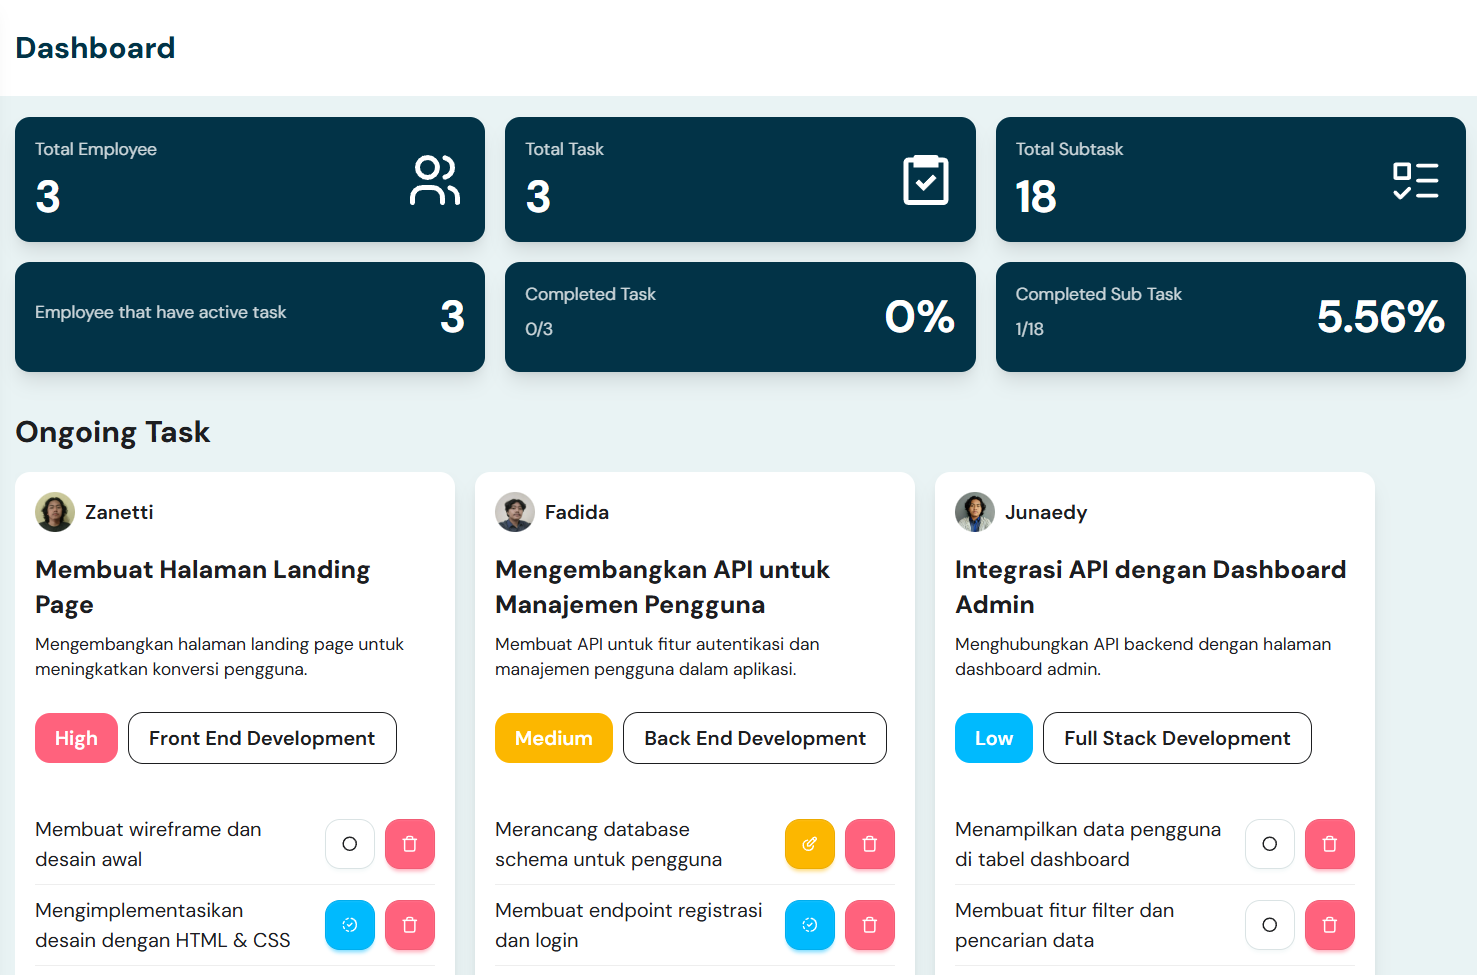 Dashboard
Total Employee
3
Total Task
3
Total Subtask
18
Employee that have active task
3
Completed Task
0/3
0%
Completed Sub Task
1/18
5.56%
Ongoing Task
Zanetti
Membuat Halaman Landing
Page
Mengembangkan halaman landing page untuk
meningkatkan konversi pengguna.
High
Front End Development
Membuat wireframe dan
desain awal
Mengimplementasikan
desain dengan HTML & CSS
Fadida
Mengembangkan API untuk
Manajemen Pengguna
Membuat API untuk fitur autentikasi dan
manajemen pengguna dalam aplikasi.
Medium
Back End Development
Merancang database
schema untuk pengguna
Membuat endpoint registrasi
dan login
Junaedy
Integrasi API dengan Dashboard
Admin
Menghubungkan API backend dengan halaman
dashboard admin.
Low
Full Stack Development
Menampilkan data pengguna
di tabel dashboard
Membuat fitur filter dan
pencarian data